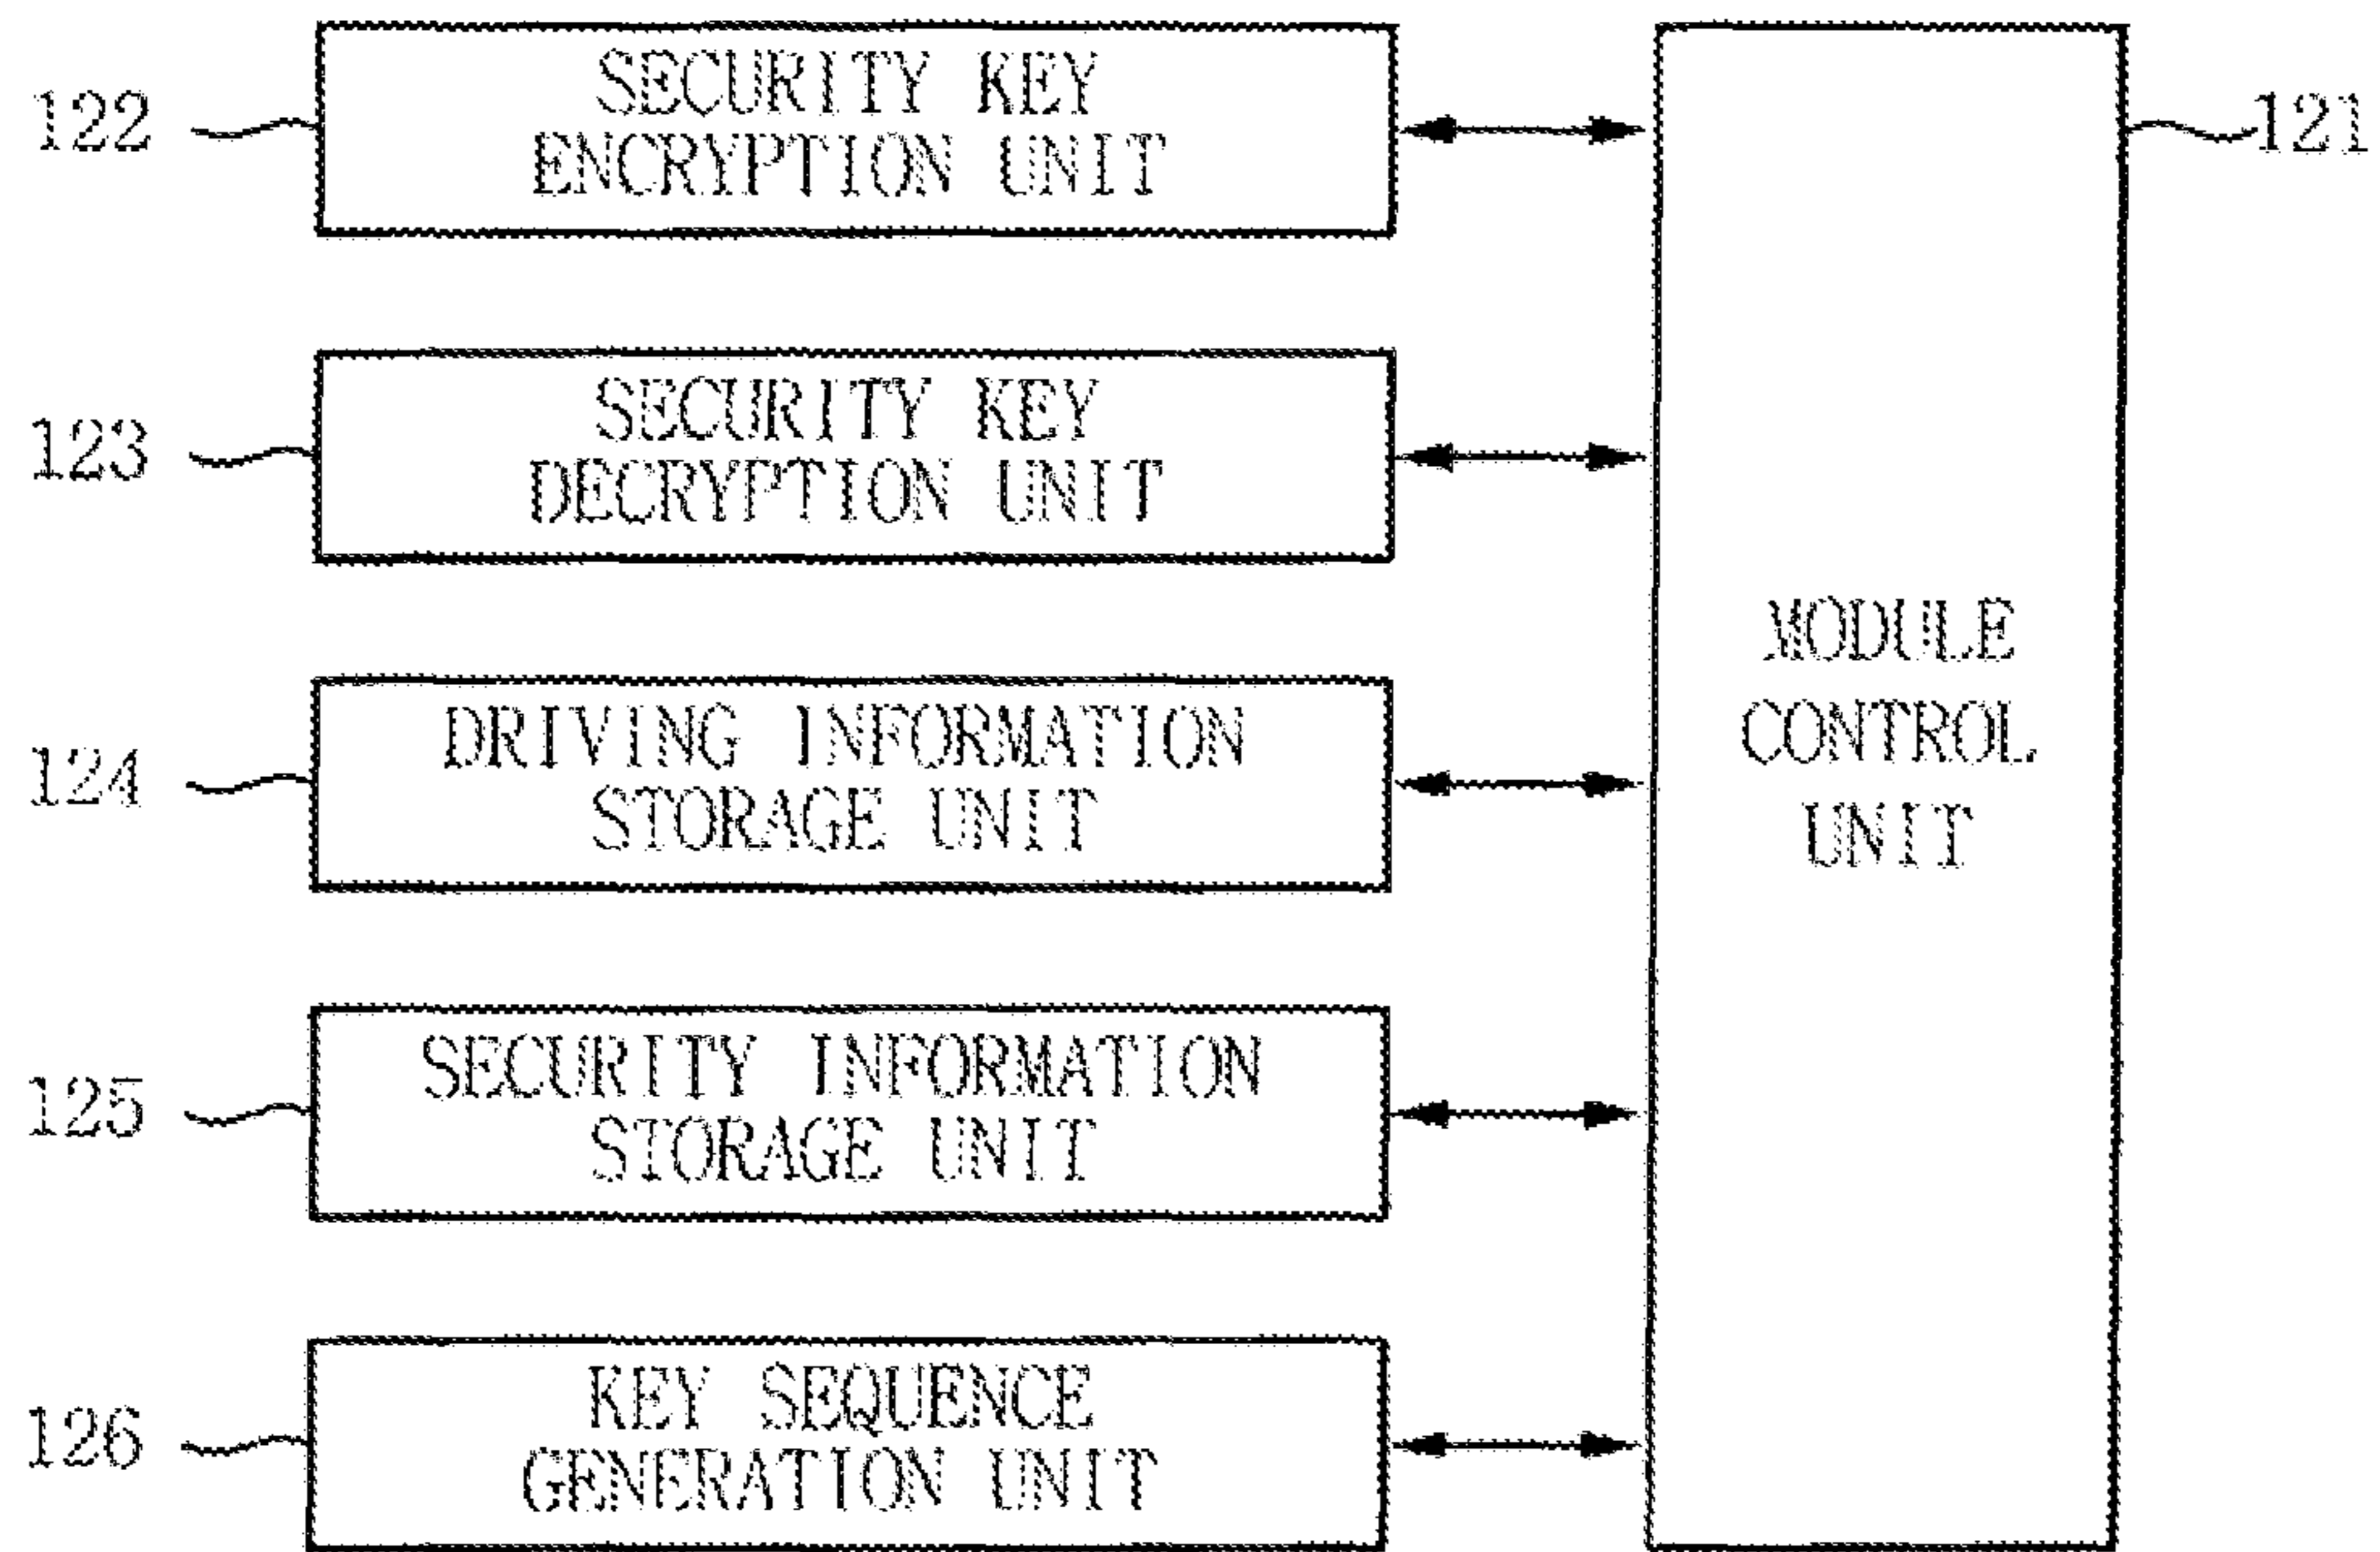 122
SECURITY KEY
ENCRYPTION UNIT
121
123
SECURITY KEY
DECRYPTION UNIT
124
DRIVING INFORMATION
STORAGE UNIT
MODULE
CONTROL
UNIT
125
SECURITY INFORMATION
STORAGE UNIT
126
KEY SEQUENCE
GENERATION UNIT